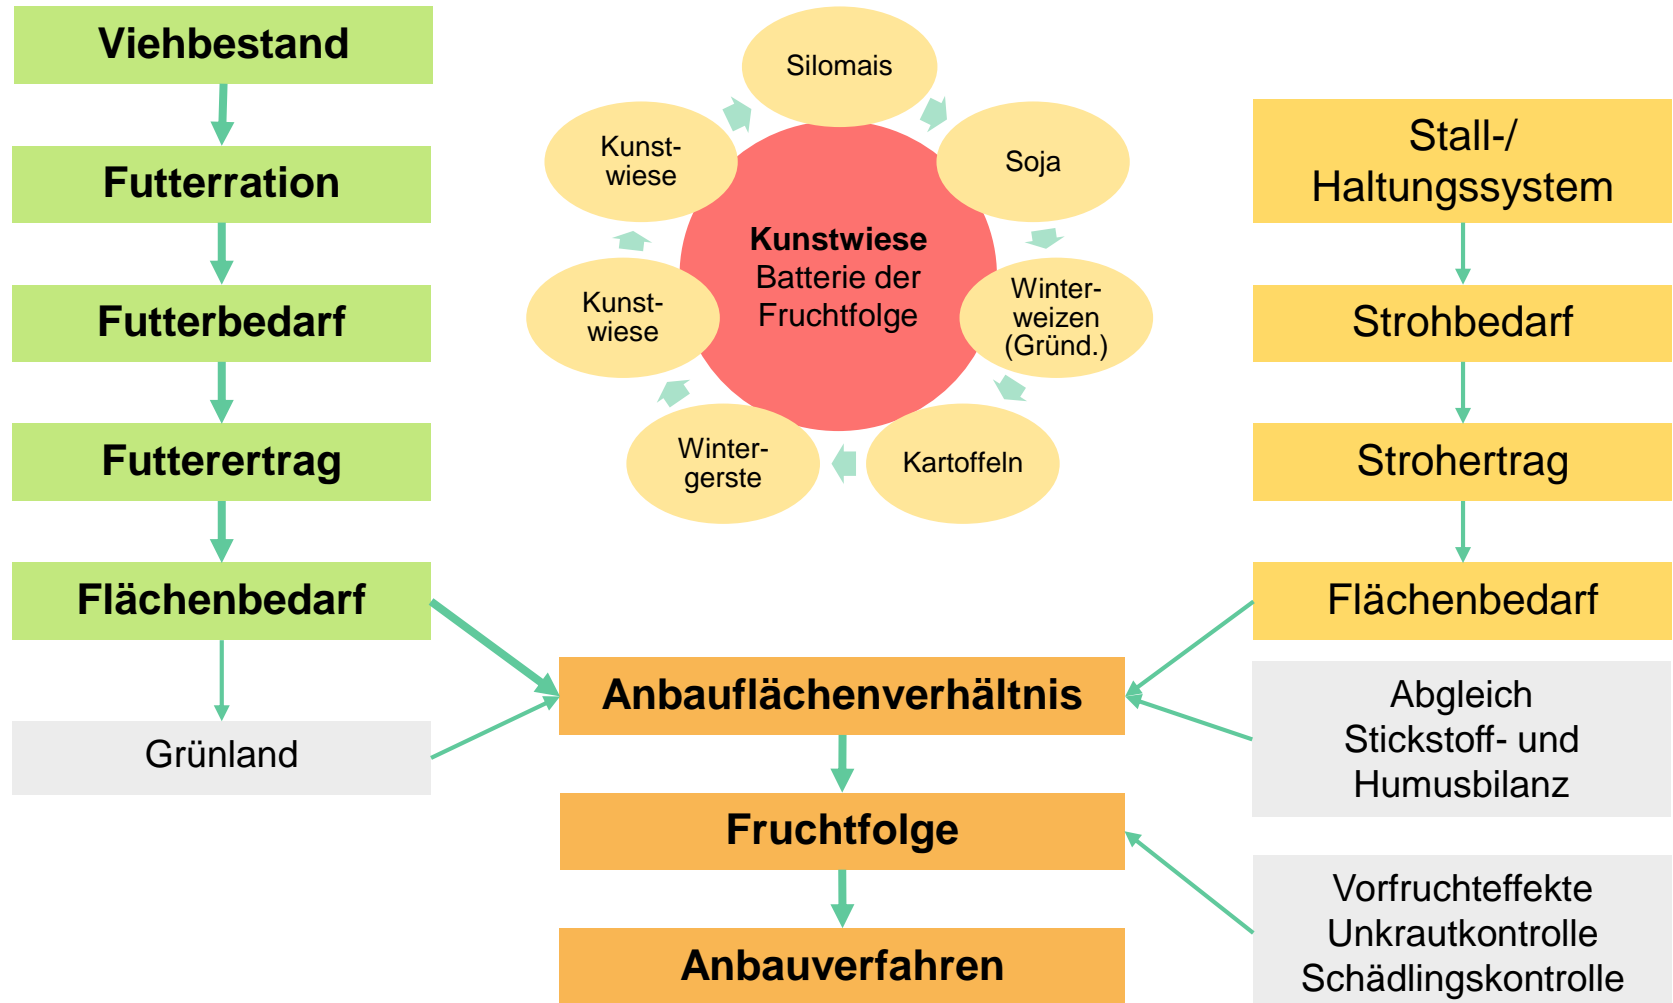 Viehbestand
Futterration
Futterbedarf
Futterertrag
Flächenbedarf
Grünland
Silomais
Soja
Winter-
weizen
(Gründ.)
Kartoffeln
Winter-
gerste
Kunst-
wiese
Kunst-
wiese
Kunstwiese
Batterie der
Fruchtfolge
Stall-/
Haltungssystem
Strohbedarf
Strohertrag
Flächenbedarf
Abgleich
Stickstoff- und
Humusbilanz
Vorfruchteffekte
Unkrautkontrolle
Schädlingskontrolle
Anbauflächenverhältnis
Fruchtfolge
Anbauverfahren